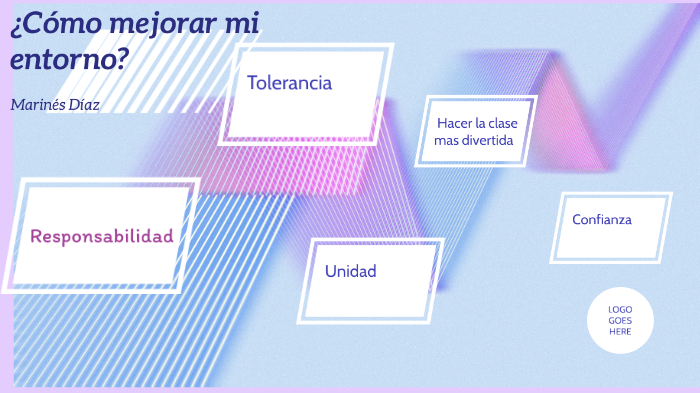 ¿Cómo mejorar mi
entorno?
Marinés Díaz
Tolerancia
Hacer la clase
mas divertida
Responsabilidad
Unidad
Confianza
LOGO
GOES
HERE